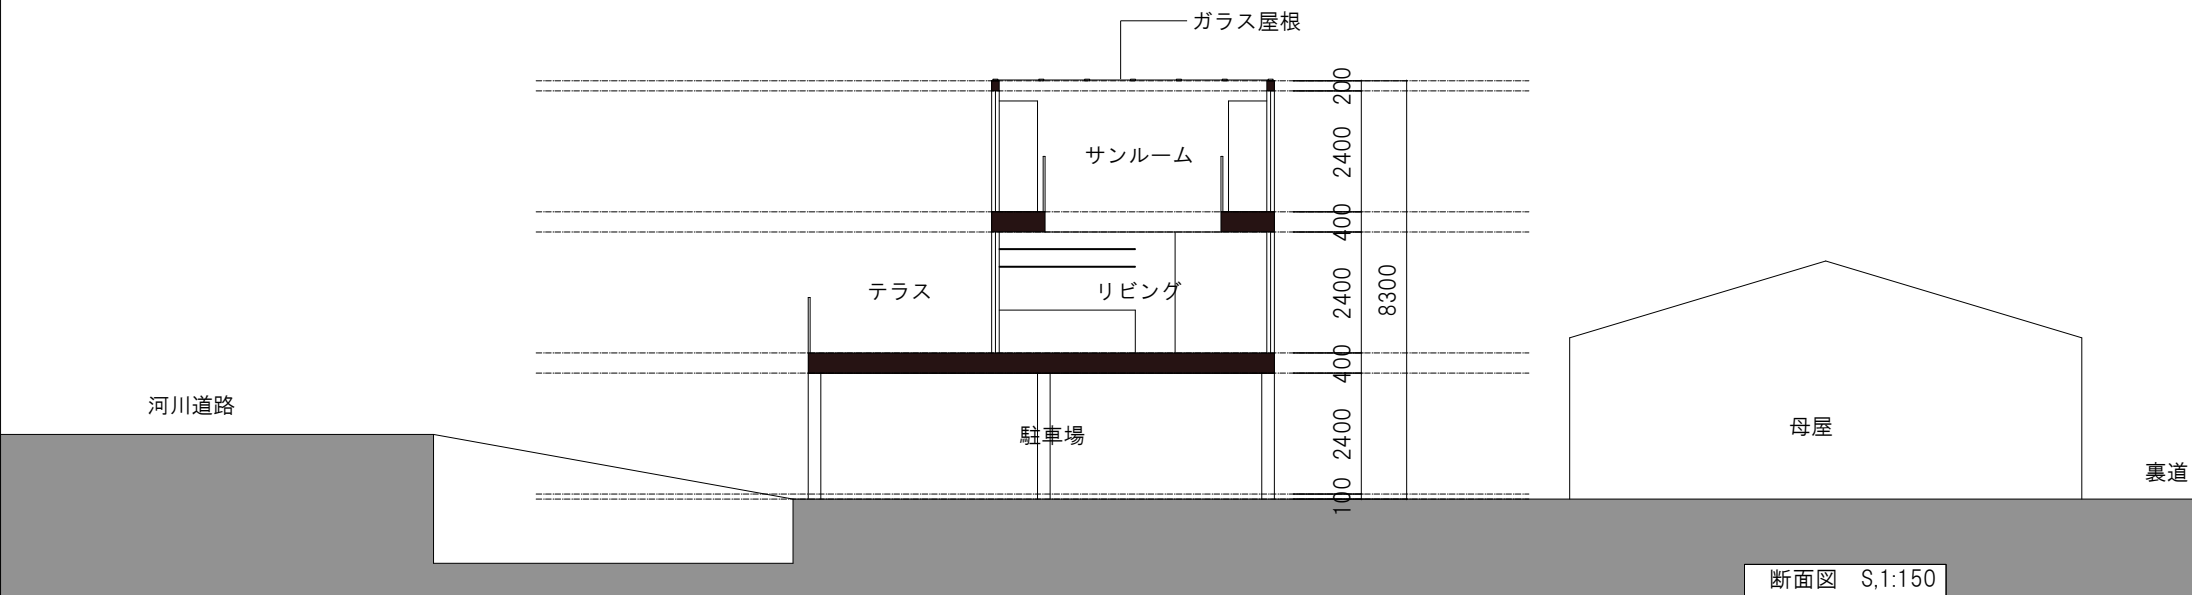 ガラス屋根
200
2400
サンルーム
400
2400
8300
テラス
リビング
400
河川道路
2400
駐車場
母屋
裏道
100
断面図 S,1:150